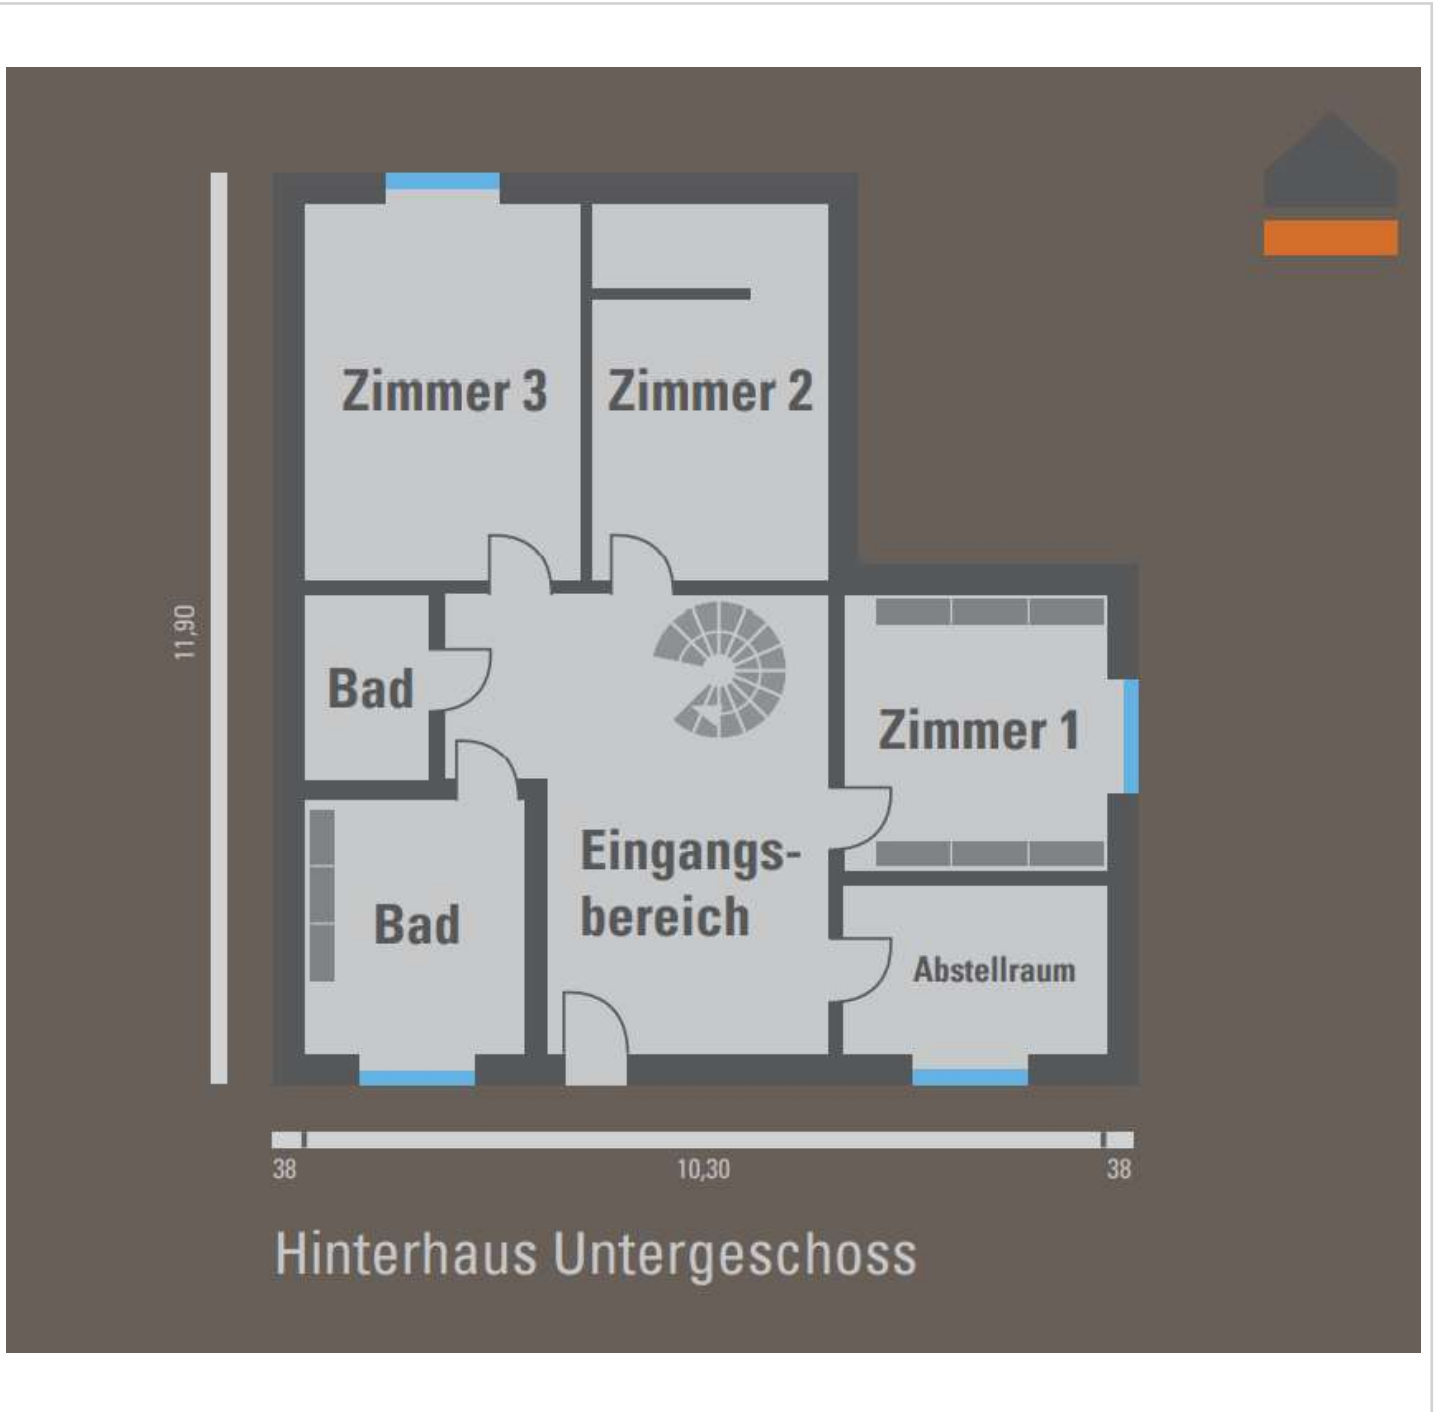 Zimmer 3
Zimmer 2
11,90
Bad
Zimmer 1
Eingangs-
bereich
Bad
Abstellraum
38
10,30
38
Hinterhaus Untergeschoss